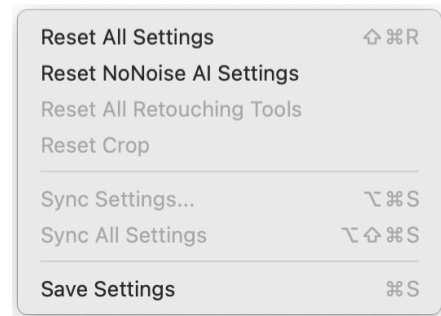 Reset All Settings ⇧⌘R
Reset NoNoise AI Settings
Reset All Retouching Tools
Reset Crop
Sync Settings... ⌥⌘S
Sync All Settings ⌥⇧⌘S
Save Settings ⌘S